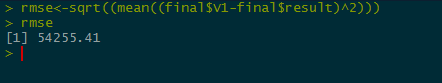 > rmse<-sqrt((mean((final$V1-final$result)^2)))
> rmse
[1] 54255.41
>